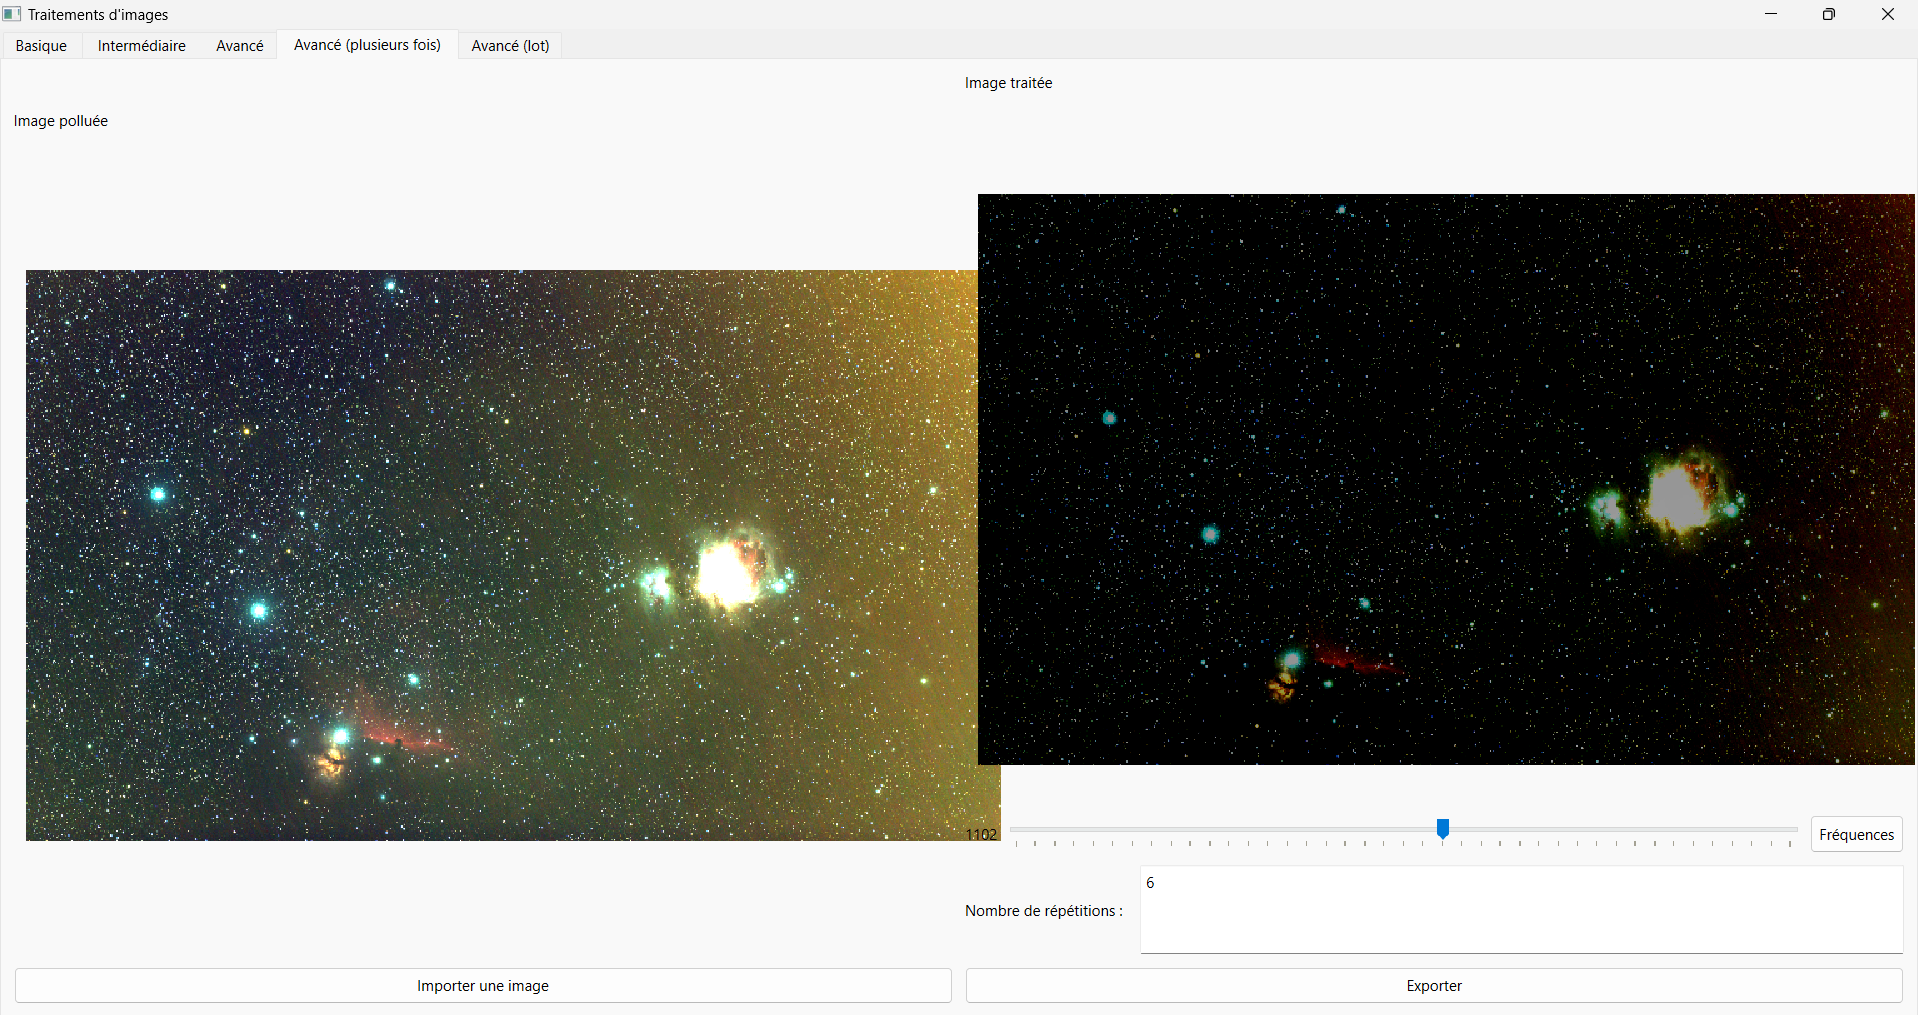 Traitements d'images
Basique
Intermédiaire
Avancé
Avancé (plusieurs fois)
Avancé (lot)
Image traitée
Image polluée
1102
Fréquences
6
Nombre de répétitions :
Importer une image
Exporter